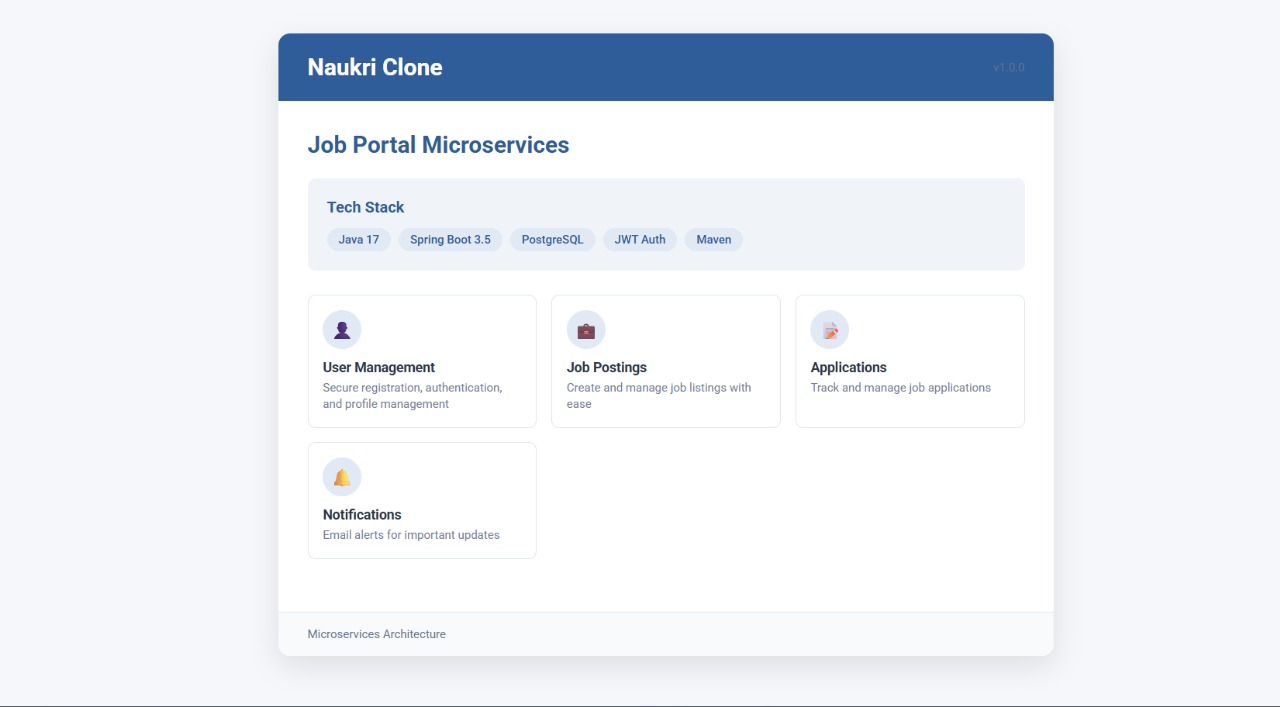 Naukri Clone
v1.0.0
Job Portal Microservices
Tech Stack
Java 17 Spring Boot 3.5 PostgreSQL JWT Auth Maven
User Management
Secure registration, authentication,
and profile management
Job Postings
Create and manage job listings with
ease
Applications
Track and manage job applications
Notifications
Email alerts for important updates
Microservices Architecture